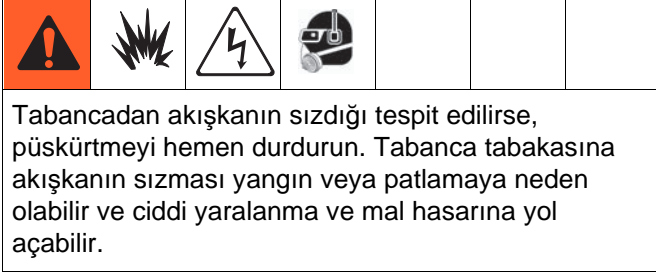 Tabancadan akışkanın sızdığı tespit edilirse,
püskürtmeyi hemen durdurun. Tabanca tabakasına
akışkanın sızması yangın veya patlamaya neden
olabilir ve ciddi yaralanma ve mal hasarına yol
açabilir.